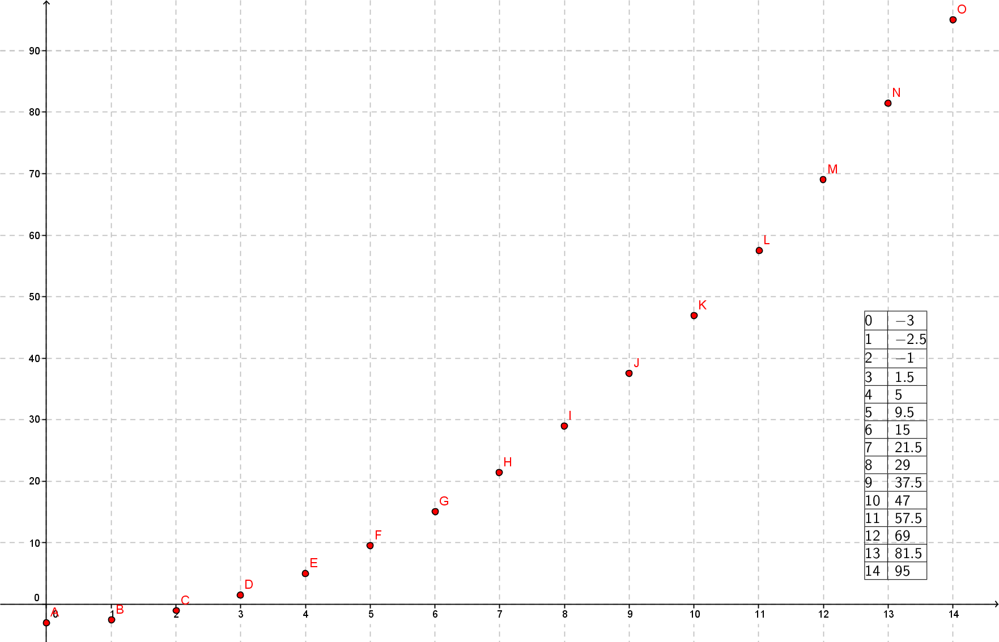 O
90
N
80
70
M
60
L
50
K
40
J
30
I
H
20
G
F
10
E
D
0
C
B
A
0 1 2 3 4 5 6 7 8 9 10 11 12 13 14
0 −3
1 −2.5
2 −1
3 1.5
4 5
5 9.5
6 15
7 21.5
8 29
9 37.5
10 47
11 57.5
12 69
13 81.5
14 95